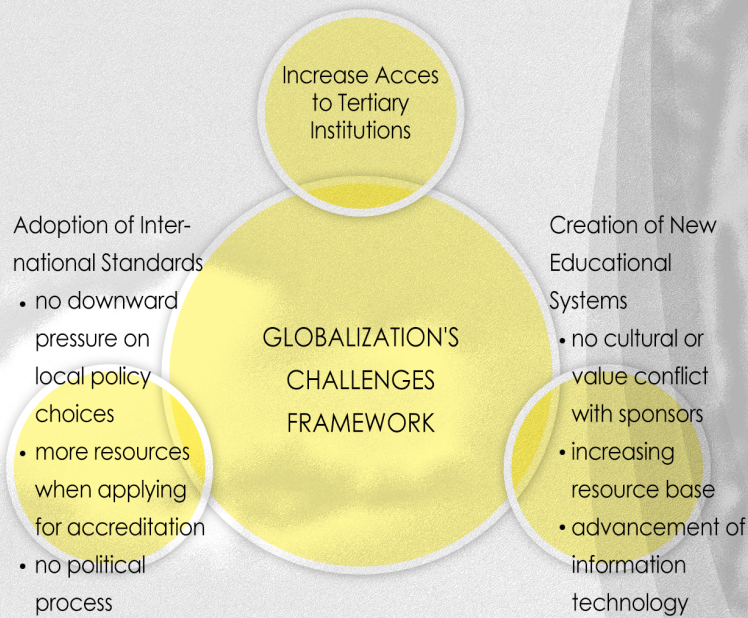 Increase Acces
to Tertiary
Institutions
Adoption of Inter-
national Standards
• no downward
pressure on
local policy
choices
• more resources
when applying
for accreditation
• no political
process
GLOBALIZATION'S
CHALLENGES
FRAMEWORK
Creation of New
Educational
Systems
• no cultural or
value conflict
with sponsors
• increasing
resource base
• advancement of
information
technology